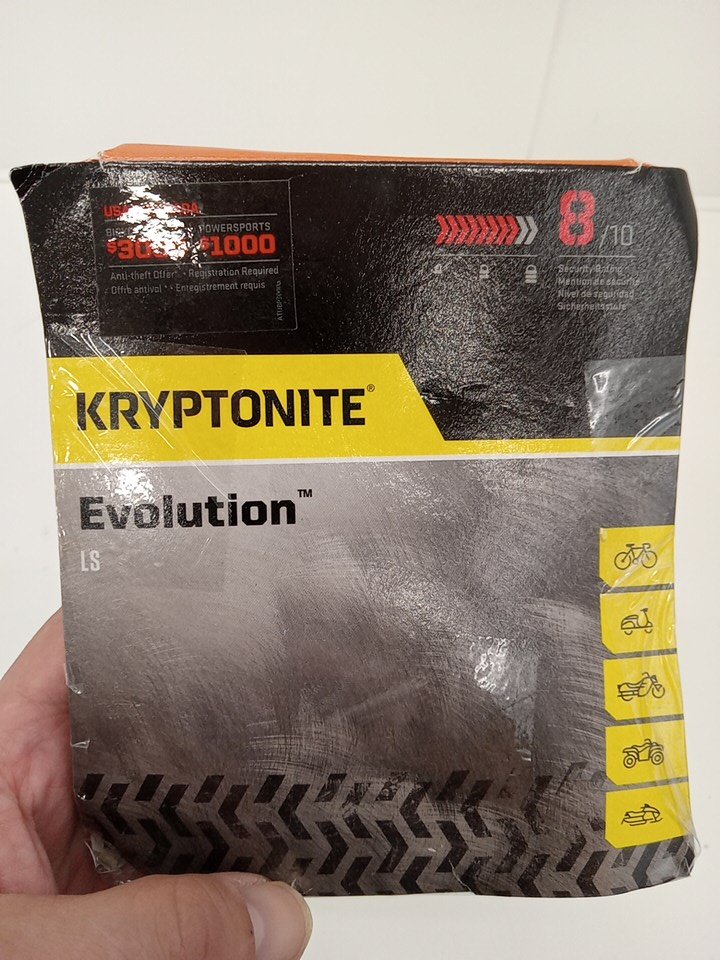 POWERSPORTS
$1000
Anti-theft Offer • Registration Required
Offre antivol • Enregistrement requis
8/10
Security Rating
Mention de sécurité
Nivel de seguridad
Sicherheitsstufe
KRYPTONITE®
Evolution™
LS